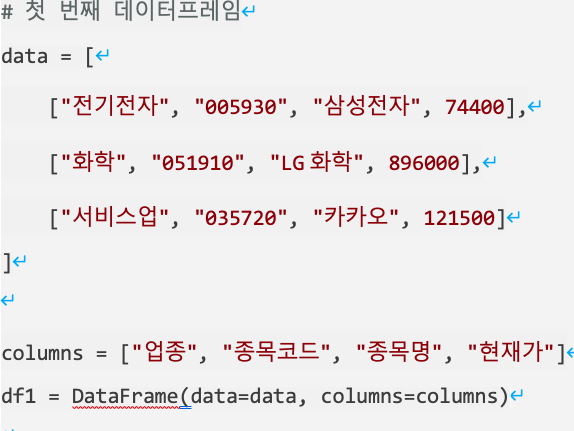 # 첫 번째 데이터프레임↵
data = [↵
    ["전기전자", "005930", "삼성전자", 74400],↵
    ["화학", "051910", "LG화학", 896000],↵
    ["서비스업", "035720", "카카오", 121500]↵
]↵
↵
columns = ["업종", "종목코드", "종목명", "현재가"]↵
df1 = DataFrame(data=data, columns=columns)↵